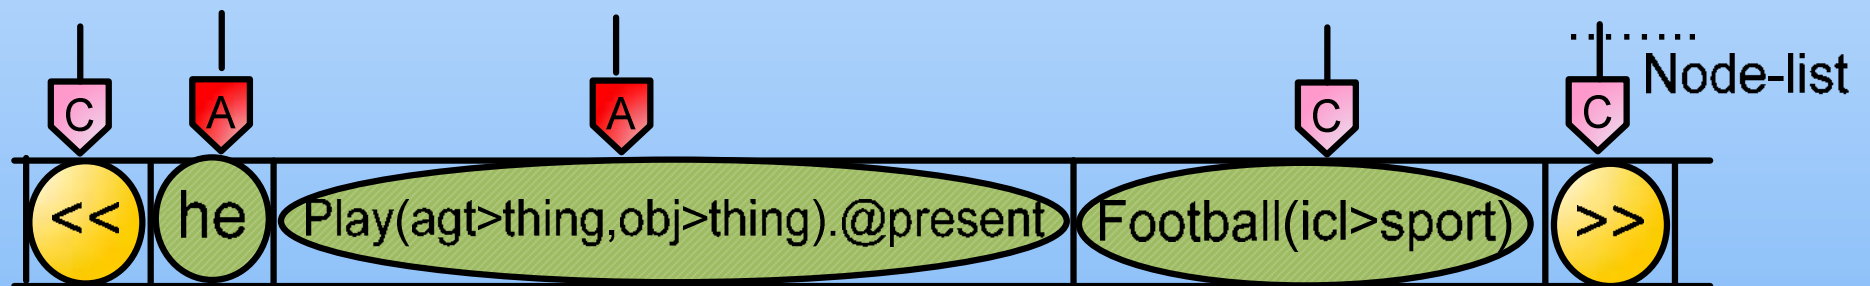 C A A C C
Node-list
<< he Play(agt>thing,obj>thing).@present Football(icl>sport) >>